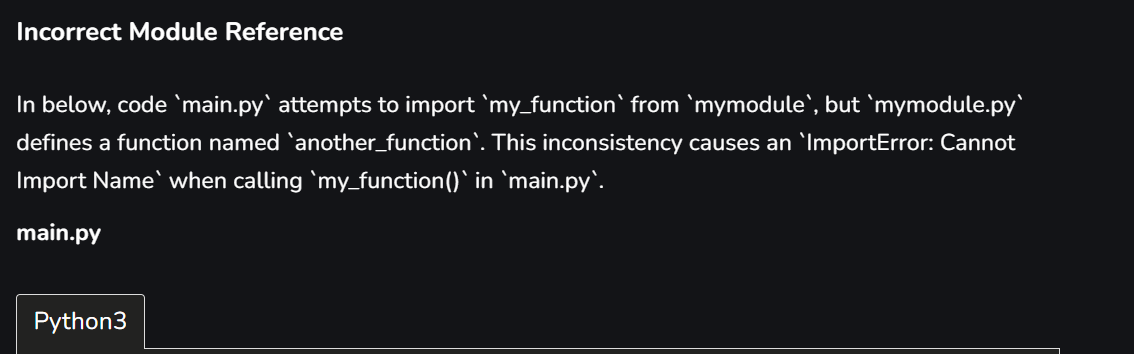 Incorrect Module Reference
In below, code `main.py` attempts to import `my_function` from `mymodule`, but `mymodule.py`
defines a function named `another_function`. This inconsistency causes an `ImportError: Cannot
Import Name` when calling `my_function()` in `main.py`.
main.py
Python3